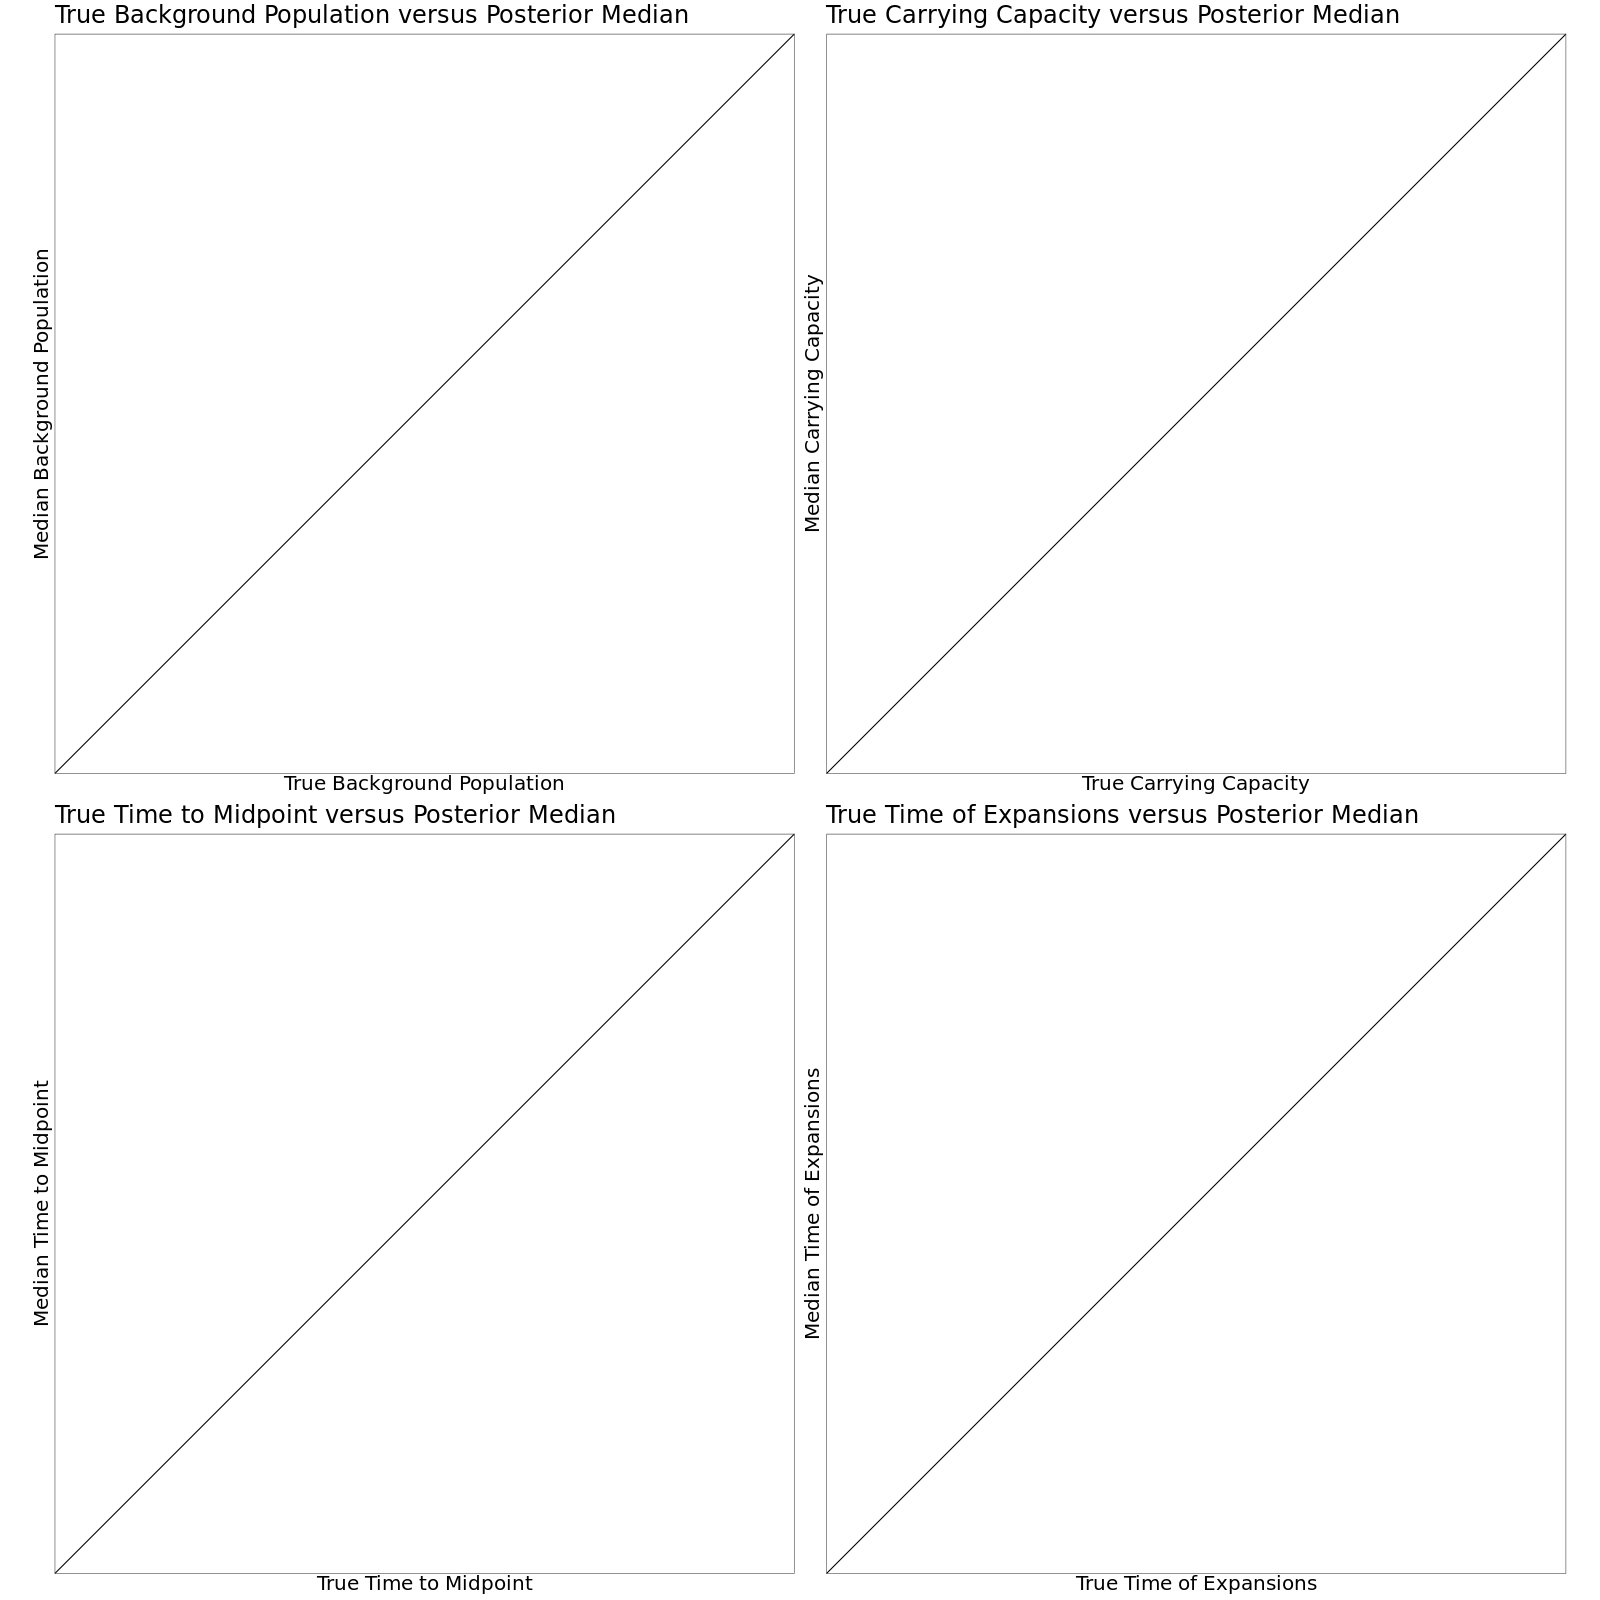 True Background Population versus Posterior Median
Median Background Population
True Background Population
True Carrying Capacity versus Posterior Median
Median Carrying Capacity
True Carrying Capacity
True Time to Midpoint versus Posterior Median
Median Time to Midpoint
True Time to Midpoint
True Time of Expansions versus Posterior Median
Median Time of Expansions
True Time of Expansions